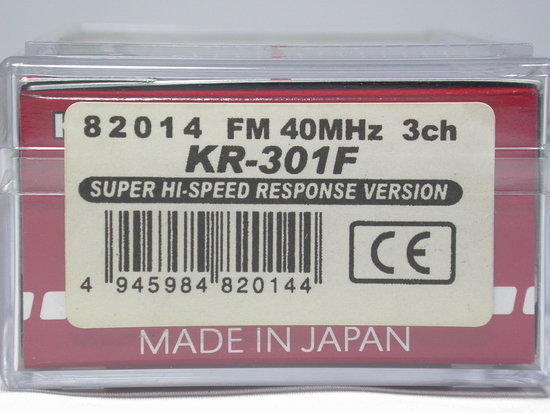 82014 FM 40MHz 3ch
KR-301F
SUPER HI-SPEED RESPONSE VERSION
CE
4 945984 820144
MADE IN JAPAN